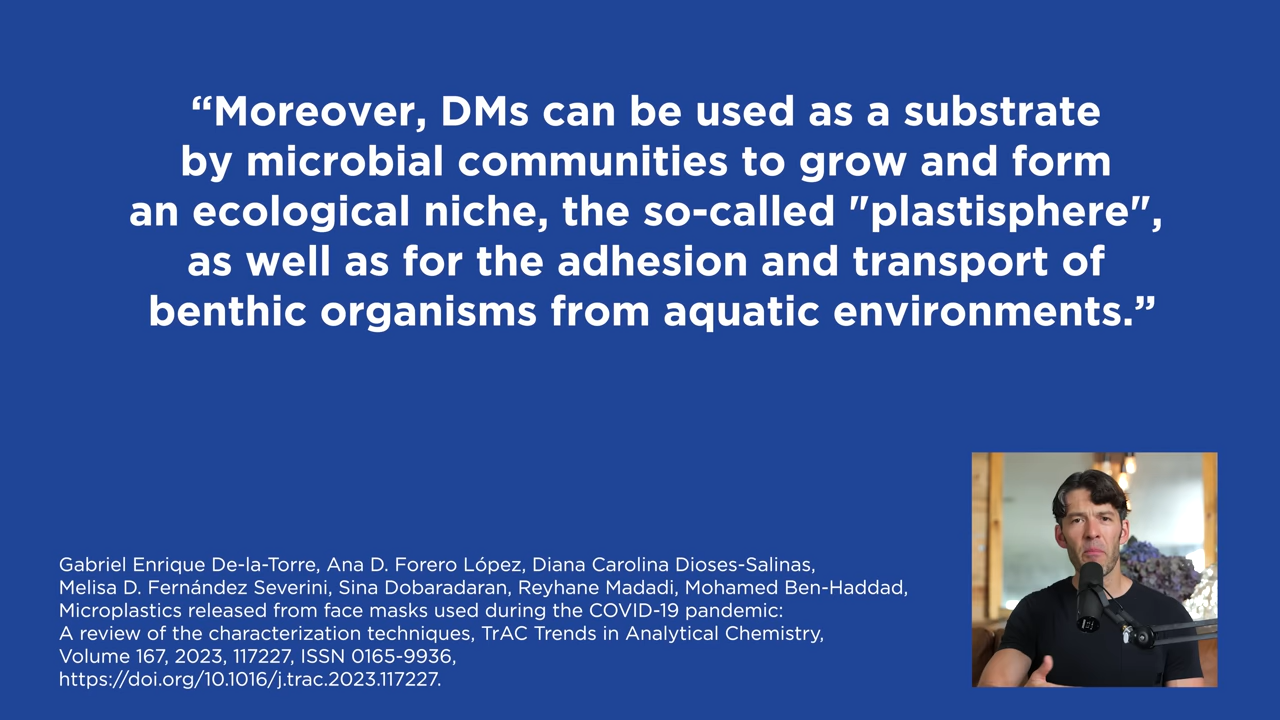 “Moreover, DMs can be used as a substrate
by microbial communities to grow and form
an ecological niche, the so-called "plastisphere",
as well as for the adhesion and transport of
benthic organisms from aquatic environments.”
Gabriel Enrique De-la-Torre, Ana D. Forero López, Diana Carolina Dioses-Salinas,
Melisa D. Fernández Severini, Sina Dobaradaran, Reyhane Madadi, Mohamed Ben-Haddad,
Microplastics released from face masks used during the COVID-19 pandemic:
A review of the characterization techniques, TrAC Trends in Analytical Chemistry,
Volume 167, 2023, 117227, ISSN 0165-9936,
https://doi.org/10.1016/j.trac.2023.117227.